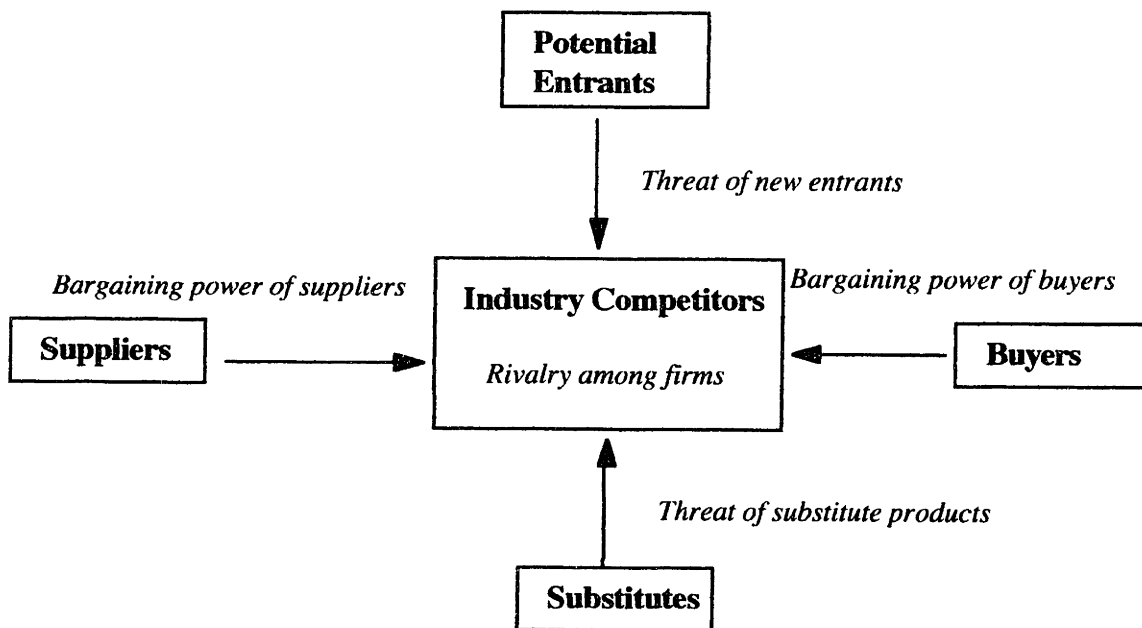 Potential
Entrants
Threat of new entrants
Bargaining power of suppliers
Bargaining power of buyers
Industry Competitors
Suppliers
Buyers
Rivalry among firms
Threat of substitute products
Substitutes